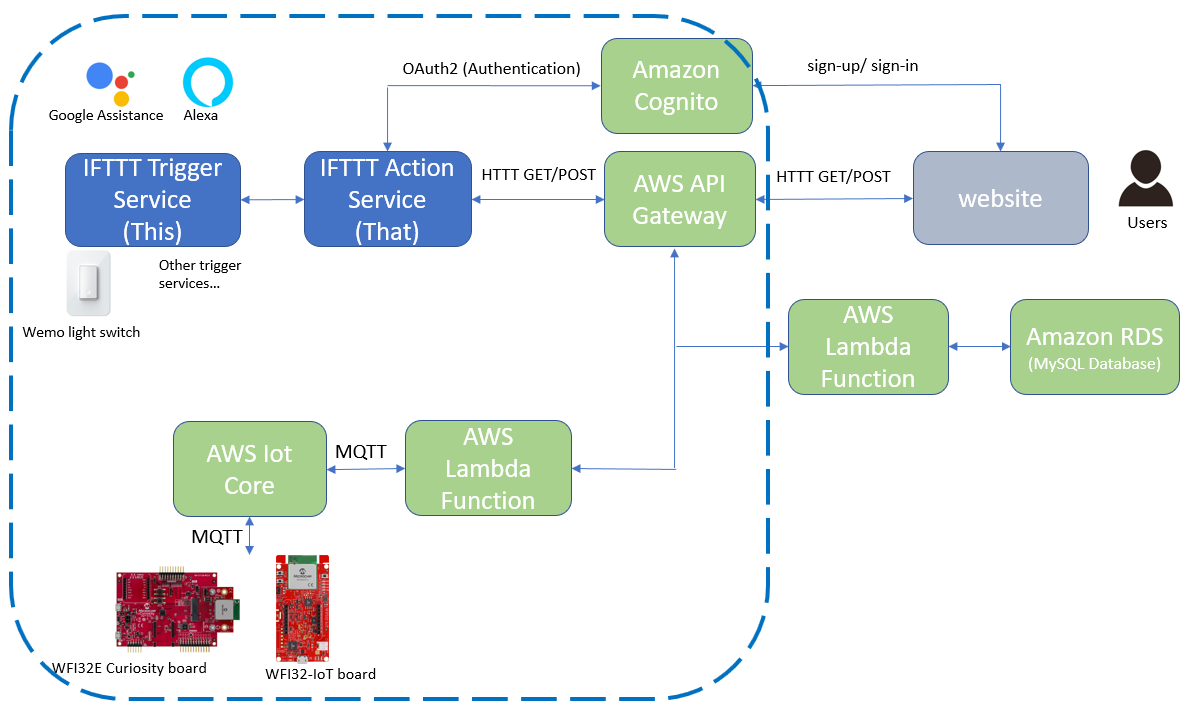 OAuth2 (Authentication)
Amazon
Cognito
sign-up/ sign-in
Google Assistance
Alexa
IFTTT Trigger
Service
(This)
IFTTT Action
Service
(That)
HTTT GET/POST
AWS API
Gateway
HTTT GET/POST
website
Users
Other trigger
services...
Wemo light switch
AWS
Lambda
Function
Amazon RDS
(MySQL Database)
AWS Iot
Core
MQTT
AWS
Lambda
Function
MQTT
WFI32E Curiosity board
WFI32-IoT board